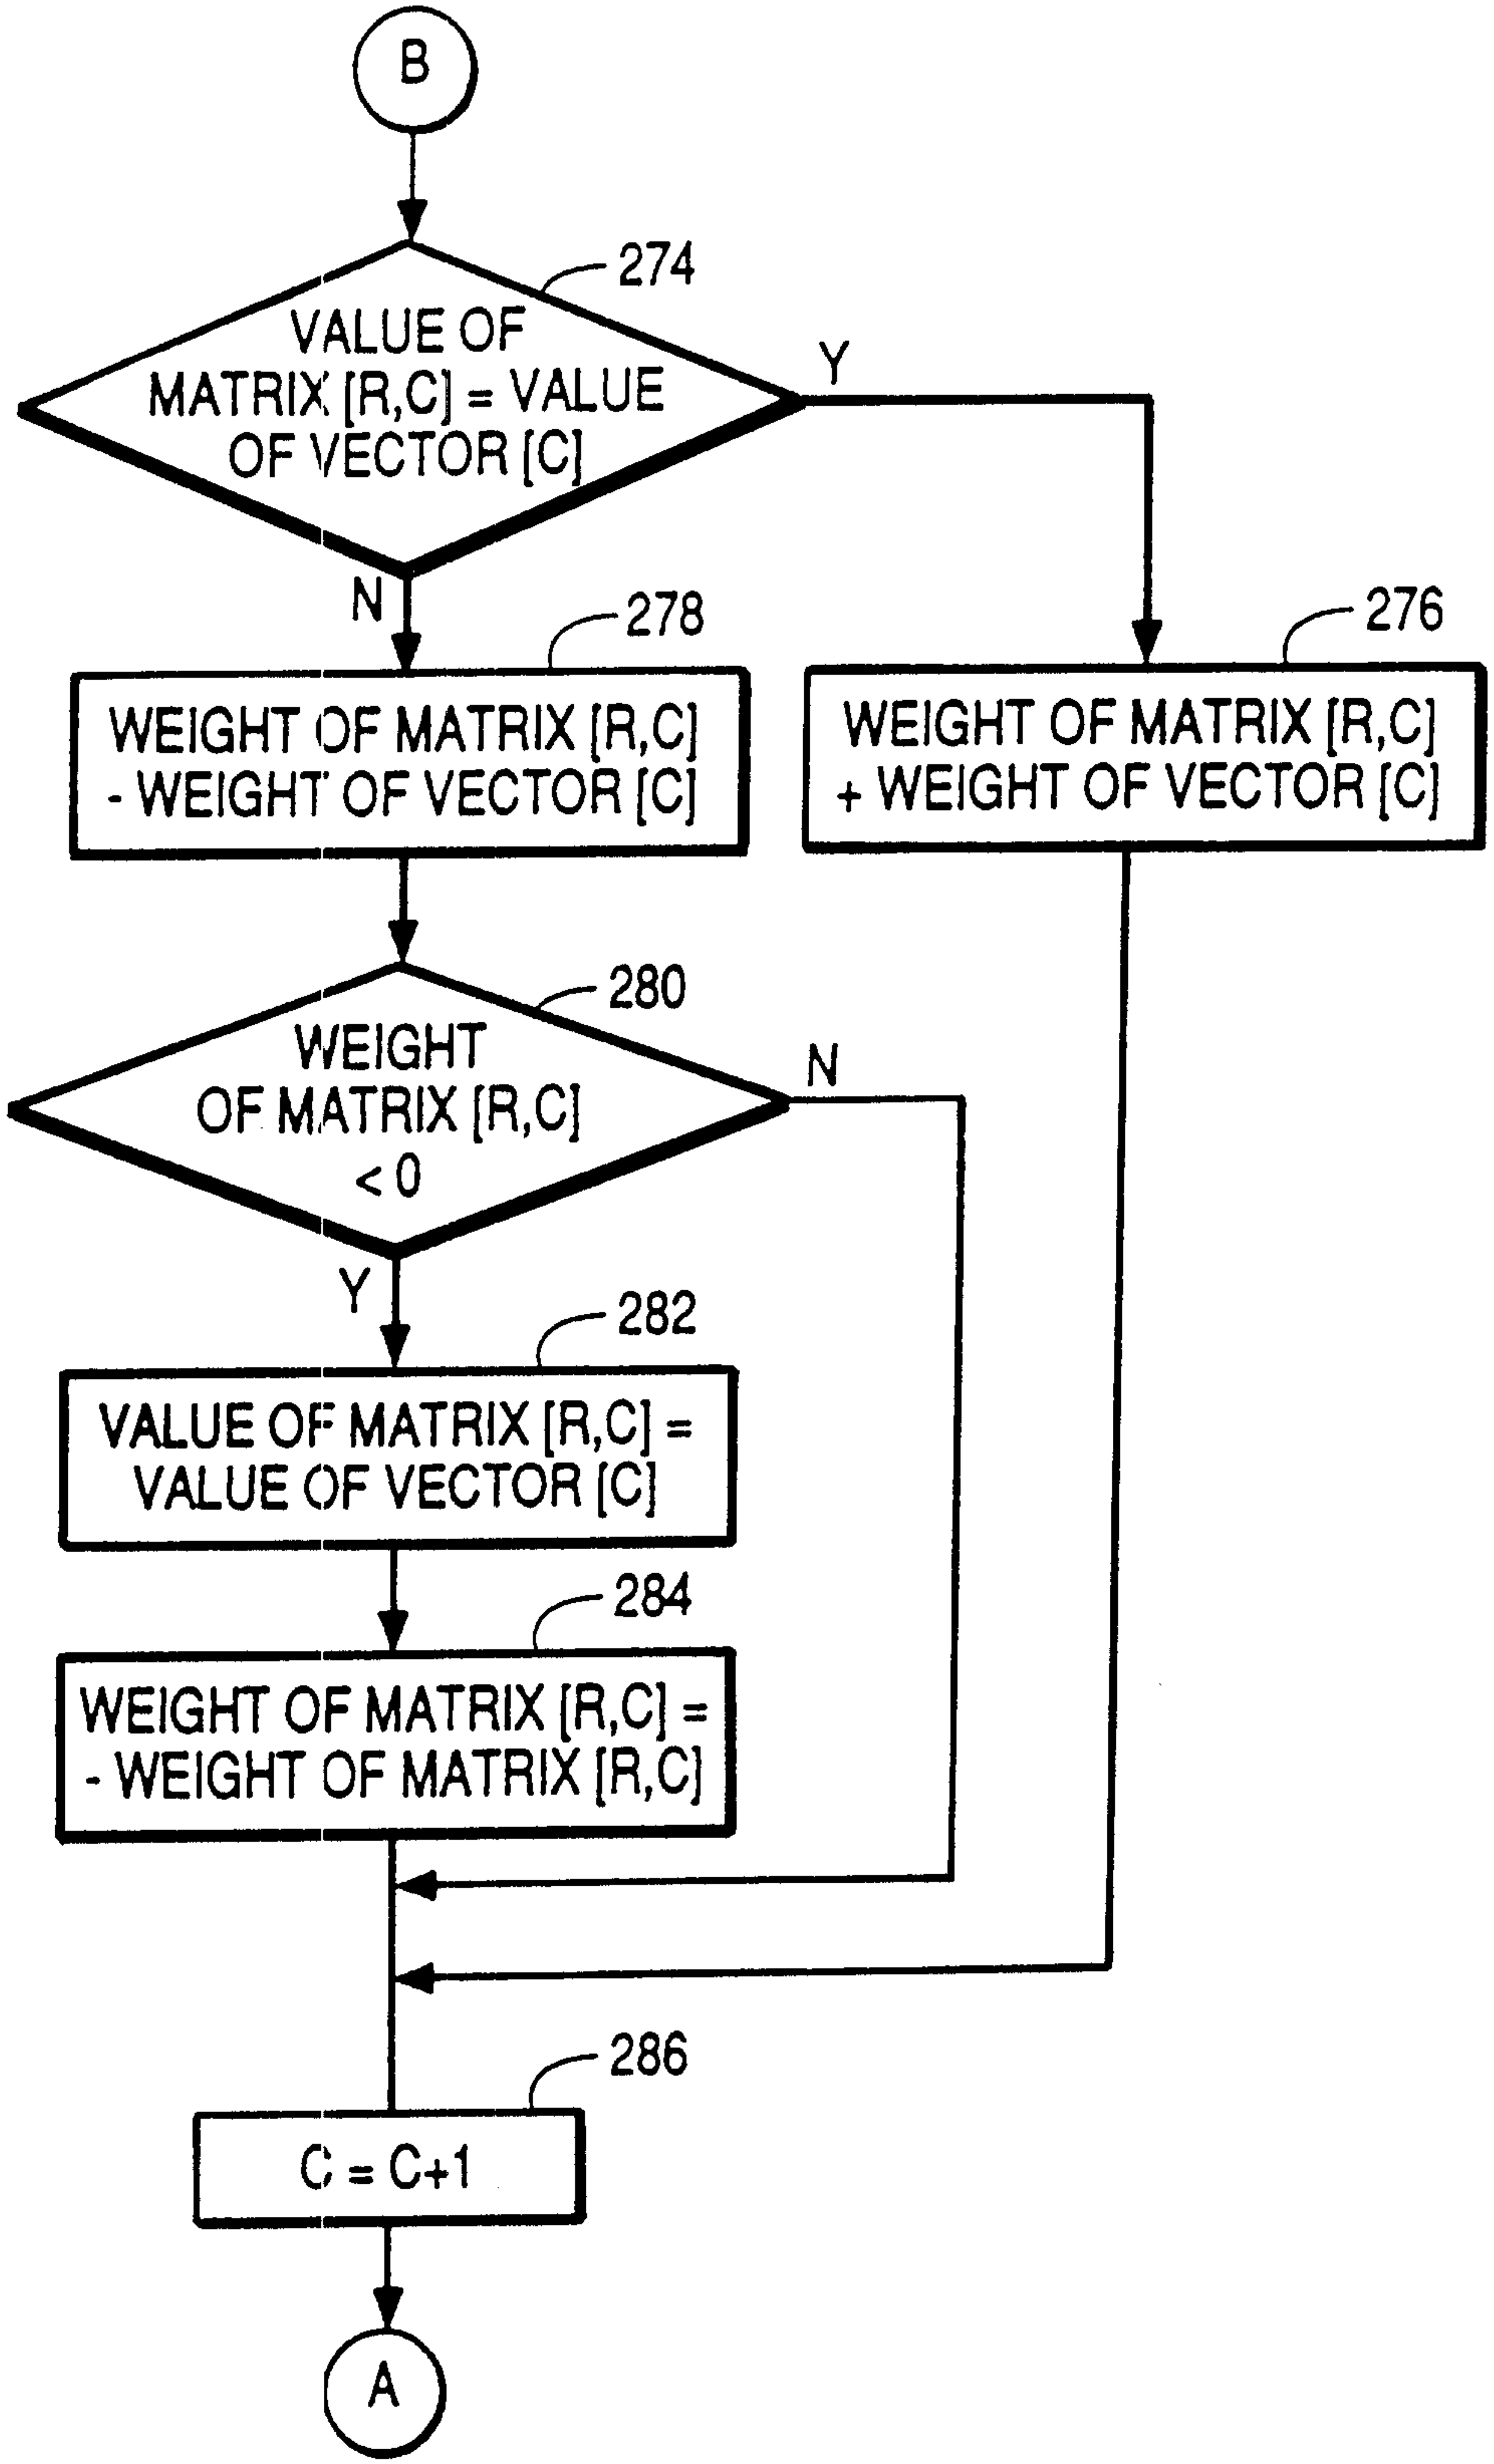 B
274
VALUE OF
MATRIX [R,C] = VALUE
OF VECTOR [C]
Y
N
278
276
WEIGHT OF MATRIX [R,C]
- WEIGHT OF VECTOR [C]
WEIGHT OF MATRIX [R,C]
+ WEIGHT OF VECTOR [C]
280
WEIGHT
OF MATRIX [R,C]
< 0
N
Y
282
VALUE OF MATRIX [R,C] =
VALUE OF VECTOR [C]
284
WEIGHT OF MATRIX [R,C] =
- WEIGHT OF MATRIX [R,C]
286
C = C+1
A